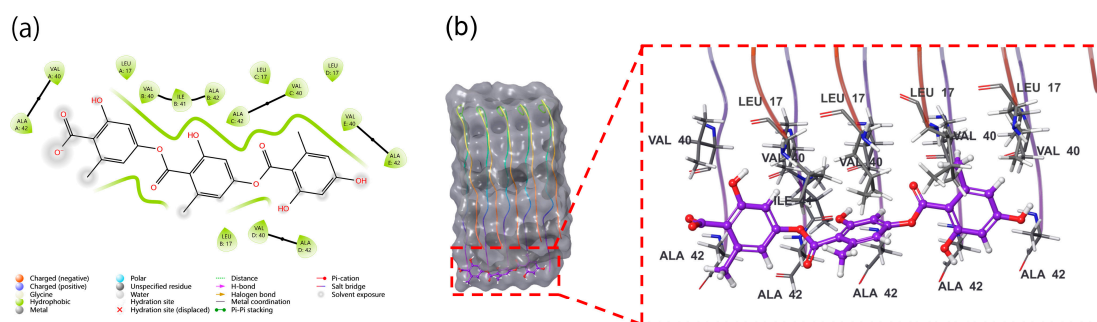 (a)
VAL
A: 40
LEU
A: 17
VAL
B: 40
ILE
B: 41
ALA
B: 42
LEU
C: 17
VAL
C: 40
ALA
C: 42
LEU
D: 17
VAL
E: 40
ALA
E: 42
ALA
A: 42
HO
O
O⁻
O
O
HO
O
O
OH
HO
LEU
B: 17
VAL
D: 40
ALA
D: 42
Charged (negative)
Charged (positive)
Glycine
Hydrophobic
Metal
Polar
Unspecified residue
Water
Hydration site
Hydration site (displaced)
Distance
H-bond
Halogen bond
Metal coordination
Pi-Pi stacking
Pi-cation
Salt bridge
Solvent exposure
(b)
LEU 17
LEU 17
LEU 17
LEU 17
VAL 40
VAL 40
VAL 40
VAL 40
VAL 40
ALA 42
ALA 42
ALA 42
ALA 42
ALA 42